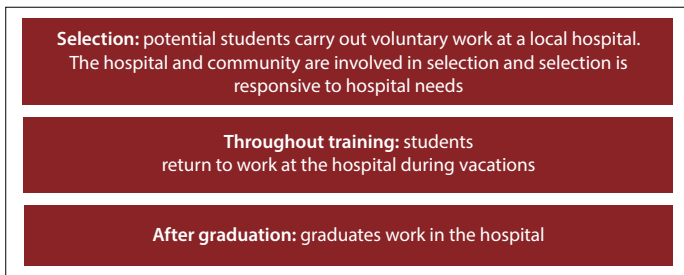 Selection: potential students carry out voluntary work at a local hospital.
The hospital and community are involved in selection and selection is
responsive to hospital needs
Throughout training: students
return to work at the hospital during vacations
After graduation: graduates work in the hospital